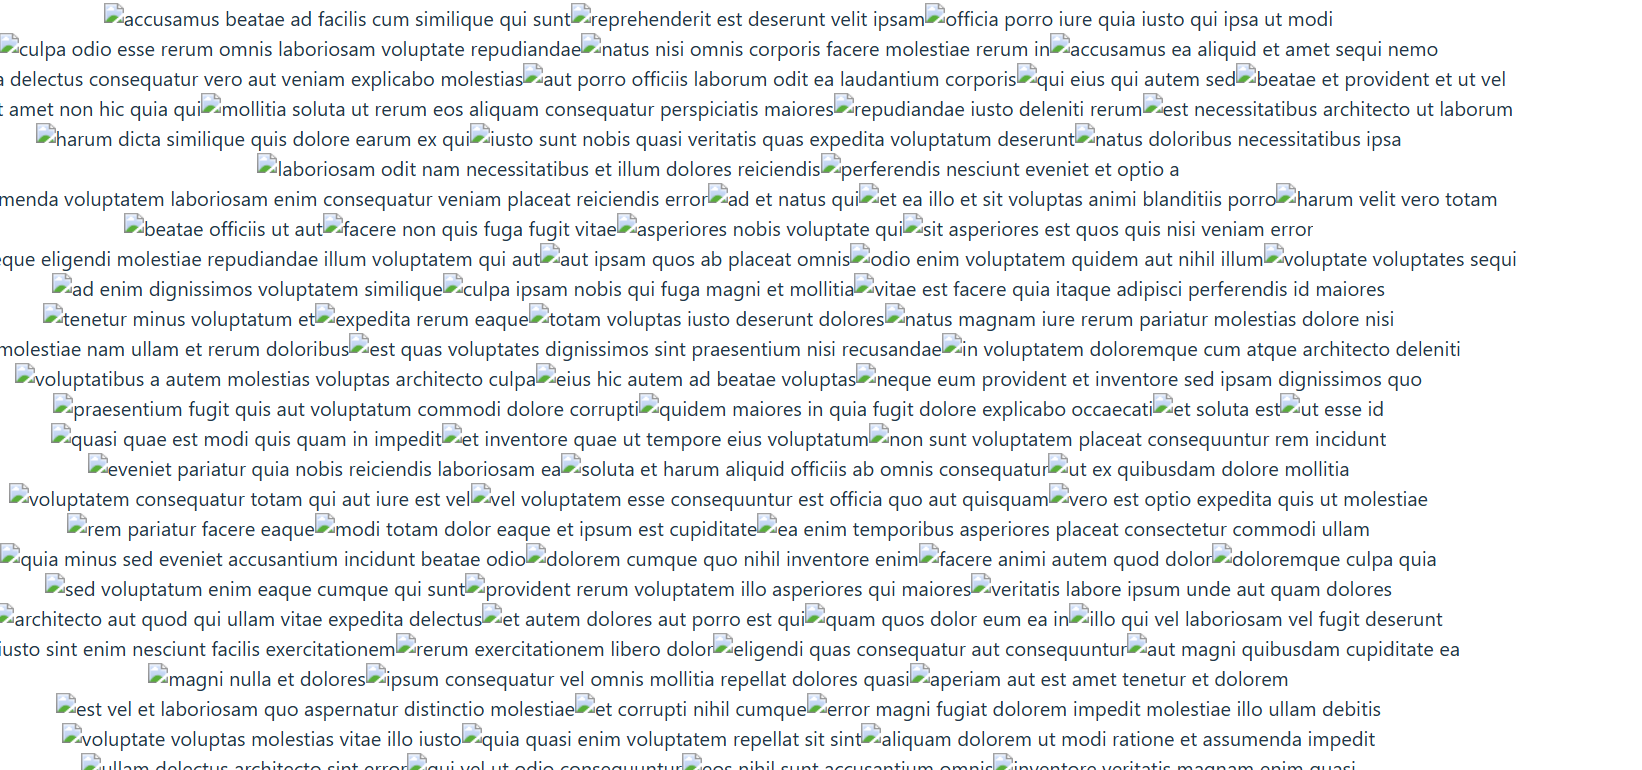 accusamus beatae ad facilis cum similique qui sunt reprehenderit est deserunt velit ipsam officia porro iure quia iusto qui ipsa ut modi
culpa odio esse rerum omnis laboriosam voluptate repudiandae natus nisi omnis corporis facere molestiae rerum in accusamus ea aliquid et amet sequi nemo
delectus consequatur vero aut veniam explicabo molestias aut porro officiis laborum odit ea laudantium corporis qui eius qui autem sed beatae et provident et ut vel
amet non hic quia qui mollitia soluta ut rerum eos aliquam consequatur perspiciatis maiores repudiandae iusto deleniti rerum est necessitatibus architecto ut laborum
harum dicta similique quis dolore earum ex qui iusto sunt nobis quasi veritatis quas expedita voluptatum deserunt natus doloribus necessitatibus ipsa
laboriosam odit nam necessitatibus et illum dolores reiciendis perferendis nesciunt eveniet et optio a
menda voluptatem laboriosam enim consequatur veniam placeat reiciendis error ad et natus qui et ea illo et sit voluptas animi blanditiis porro harum velit vero totam
beatae officiis ut aut facere non quis fuga fugit vitae asperiores nobis voluptate qui sit asperiores est quos quis nisi veniam error
eque eligendi molestiae repudiandae illum voluptatem qui aut aut ipsam quos ab placeat omnis odio enim voluptatem quidem aut nihil illum voluptate voluptates sequi
ad enim dignissimos voluptatem similique culpa ipsam nobis qui fuga magni et mollitia vitae est facere quia itaque adipisci perferendis id maiores
tenetur minus voluptatum et expedita rerum eaque totam voluptas iusto deserunt dolores natus magnam iure rerum pariatur molestias dolore nisi
molestiae nam ullam et rerum doloribus est quas voluptates dignissimos sint praesentium nisi recusandae in voluptatem doloremque cum atque architecto deleniti
voluptatibus a autem molestias voluptas architecto culpa eius hic autem ad beatae voluptas neque eum provident et inventore sed ipsam dignissimos quo
praesentium fugit quis aut voluptatum commodi dolore corrupti quidem maiores in quia fugit dolore explicabo occaecati et soluta est ut esse id
quasi quae est modi quis quam in impedit et inventore quae ut tempore eius voluptatum non sunt voluptatem placeat consequuntur rem incidunt
eveniet pariatur quia nobis reiciendis laboriosam ea soluta et harum aliquid officiis ab omnis consequatur ut ex quibusdam dolore mollitia
voluptatem consequatur totam qui aut iure est vel vel voluptatem esse consequuntur est officia quo aut quisquam vero est optio expedita quis ut molestiae
rem pariatur facere eaque modi totam dolor eaque et ipsum est cupiditate ea enim temporibus asperiores placeat consectetur commodi ullam
quia minus sed eveniet accusantium incidunt beatae odio dolorem cumque quo nihil inventore enim facere animi autem quod dolor doloremque culpa quia
sed voluptatum enim eaque cumque qui sunt provident rerum voluptatem illo asperiores qui maiores veritatis labore ipsum unde aut quam dolores
architecto aut quod qui ullam vitae expedita delectus et autem dolores aut porro est qui quam quos dolor eum ea in illo qui vel laboriosam vel fugit deserunt
iusto sint enim nesciunt facilis exercitationem rerum exercitationem libero dolor eligendi quas consequatur aut consequuntur aut magni quibusdam cupiditate ea
magni nulla et dolores ipsum consequatur vel omnis mollitia repellat dolores quasi aperiam aut est amet tenetur et dolorem
est vel et laboriosam quo aspernatur distinctio molestiae et corrupti nihil cumque error magni fugiat dolorem impedit molestiae illo ullam debitis
voluptate voluptas molestias vitae illo iusto quia quasi enim voluptatem repellat sit sint aliquam dolorem ut modi ratione et assumenda impedit
ullam delectus architecto sint error qui vel ut odio consequuntur eos nihil sunt accusantium omnis inventore veritatis magnam enim quasi